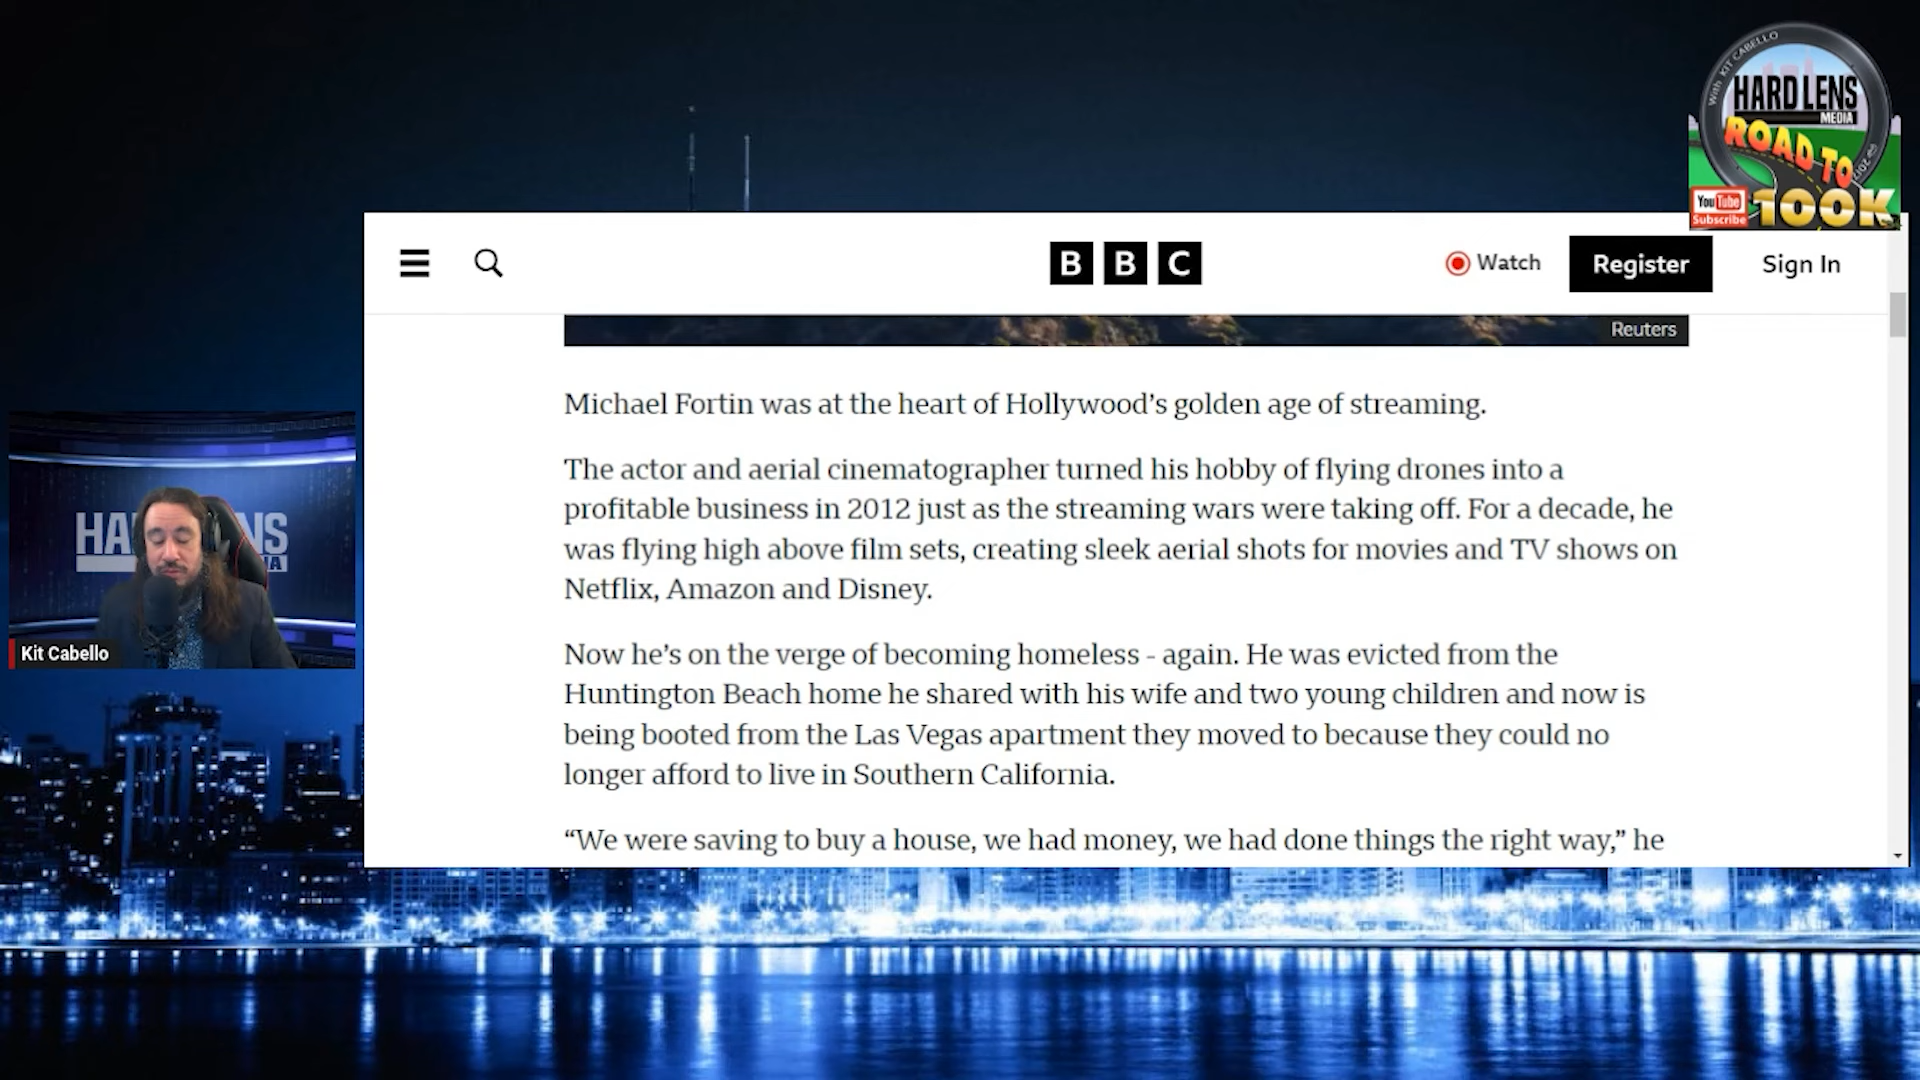 With KIT CABELLO
HARD LENS
MEDIA
ROAD TO
100K
YouTube
Subscribe
BBC
Watch
Register
Sign In
Reuters
Michael Fortin was at the heart of Hollywood’s golden age of streaming.
The actor and aerial cinematographer turned his hobby of flying drones into a
profitable business in 2012 just as the streaming wars were taking off. For a decade, he
was flying high above film sets, creating sleek aerial shots for movies and TV shows on
Netflix, Amazon and Disney.
Now he’s on the verge of becoming homeless - again. He was evicted from the
Huntington Beach home he shared with his wife and two young children and now is
being booted from the Las Vegas apartment they moved to because they could no
longer afford to live in Southern California.
“We were saving to buy a house, we had money, we had done things the right way,” he
Kit Cabello